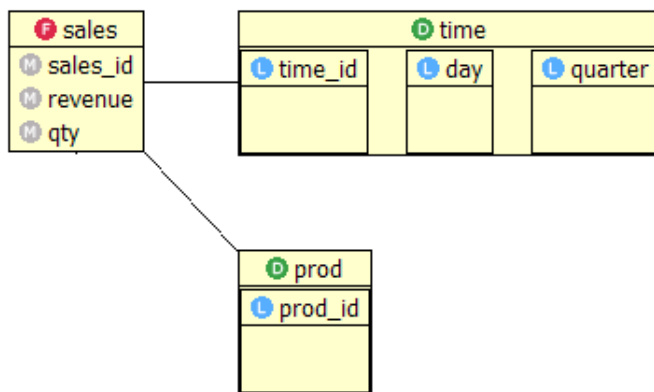 F sales
M sales_id
M revenue
M qty
D time
L time_id
L day
L quarter
D prod
L prod_id